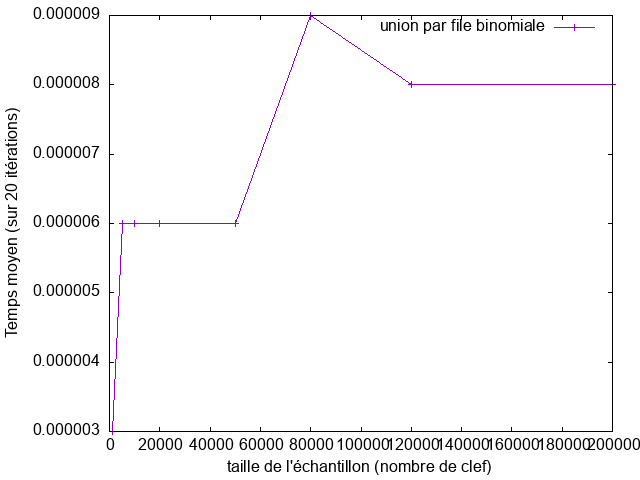 0.000009
union par file binomiale
0.000008
0.000007
0.000006
0.000005
0.000004
0.000003
Temps moyen (sur 20 itérations)
0 20000 40000 60000 80000 100000 120000 140000 160000 180000 200000
taille de l'échantillon (nombre de clef)